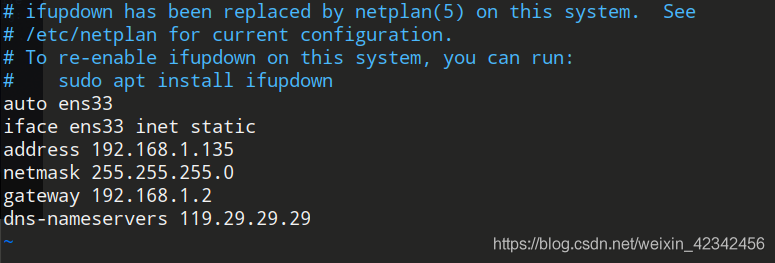 # ifupdown has been replaced by netplan(5) on this system.  See
# /etc/netplan for current configuration.
# To re-enable ifupdown on this system, you can run:
#    sudo apt install ifupdown
auto ens33
iface ens33 inet static
address 192.168.1.135
netmask 255.255.255.0
gateway 192.168.1.2
dns-nameservers 119.29.29.29
~
https://blog.csdn.net/weixin_42342456